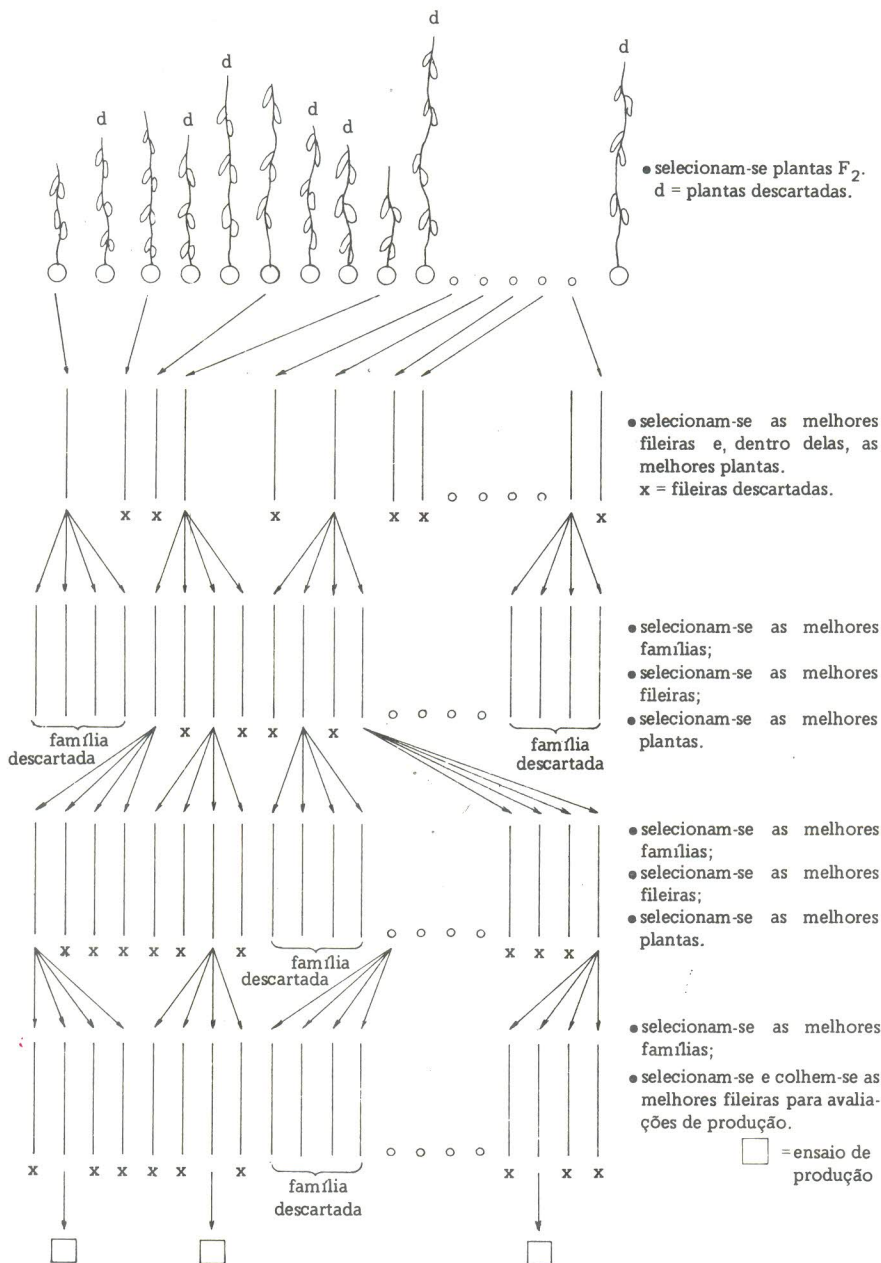 d
d
d
d
d
d
d
• selecionam-se plantas F2.
d = plantas descartadas.
• selecionam-se as melhores
fileiras e, dentro delas, as
melhores plantas.
x = fileiras descartadas.
x x x x x x
• selecionam-se as melhores
famílias;
• selecionam-se as melhores
fileiras;
• selecionam-se as melhores
plantas.
família
descartada
x x x x
família
descartada
• selecionam-se as melhores
famílias;
• selecionam-se as melhores
fileiras;
• selecionam-se as melhores
plantas.
x x x x x x
família
descartada
x x x
• selecionam-se as melhores
famílias;
• selecionam-se e colhem-se as
melhores fileiras para avalia-
ções de produção.
= ensaio de
produção
x x x x x x
família
descartada
x x x